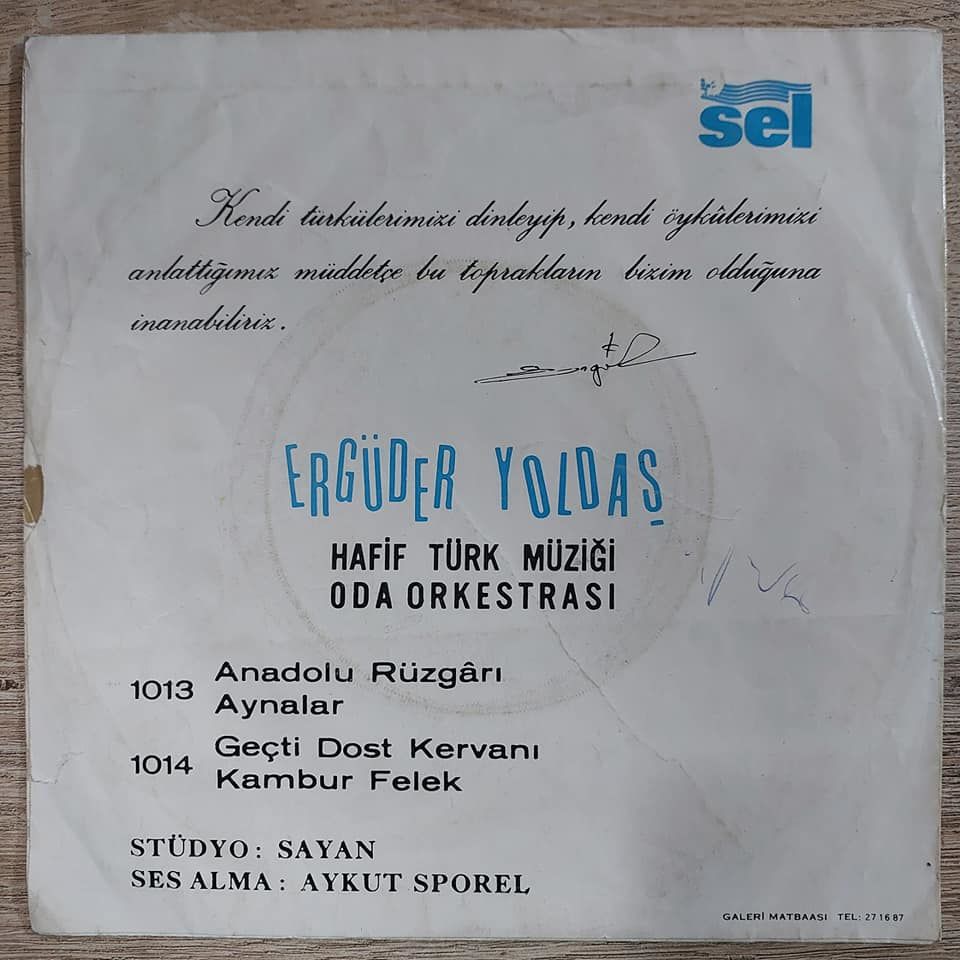 sel
Kendi türkülerimizi dinleyip, kendi öykülerimizi
anlattığımız müddetçe bu toprakların bizim olduğuna
inanabiliriz.
ERGÜDER YOLDAŞ
HAFİF TÜRK MÜZİĞİ
ODA ORKESTRASI
1013 Anadolu Rüzgârı
Aynalar
1014 Geçti Dost Kervanı
Kambur Felek
STÜDYO: SAYAN
SES ALMA: AYKUT SPOREL
GALERİ MATBAASI TEL: 27 16 87